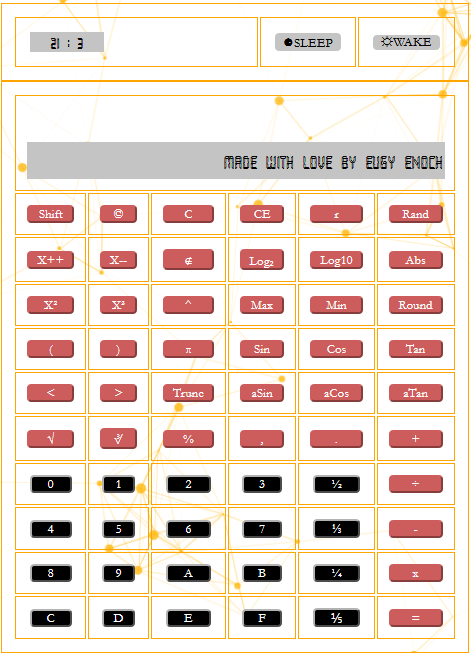 21 : 3 ☻SLEEP ☼WAKE
MADE WITH LOVE BY EUGY ENOCH
Shift @ C CE ɛ Rand
X++ X-- ∉ Log₂ Log10 Abs
X² X³ ^ Max Min Round
( ) π Sin Cos Tan
< > Trunc aSin aCos aTan
√ ∛ % , . +
0 1 2 3 ½ ÷
4 5 6 7 ⅓ -
8 9 A B ¼ x
C D E F ⅕ =